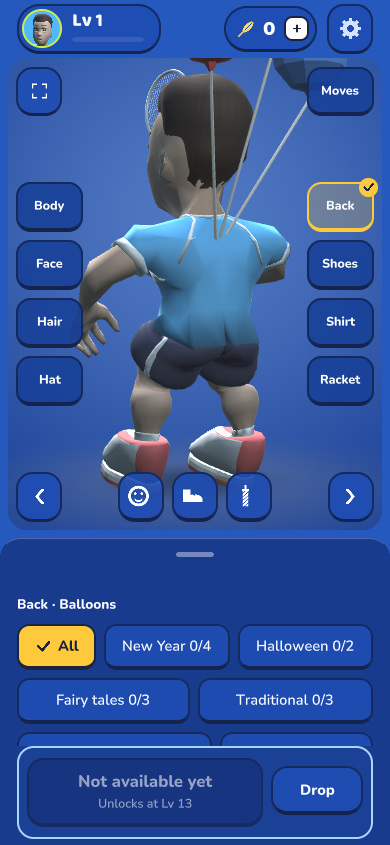 Lv 1
0
+
Moves
Body
Back
Face
Shoes
Hair
Shirt
Hat
Racket
Back · Balloons
All
New Year 0/4
Halloween 0/2
Fairy tales 0/3
Traditional 0/3
Not available yet
Unlocks at Lv 13
Drop